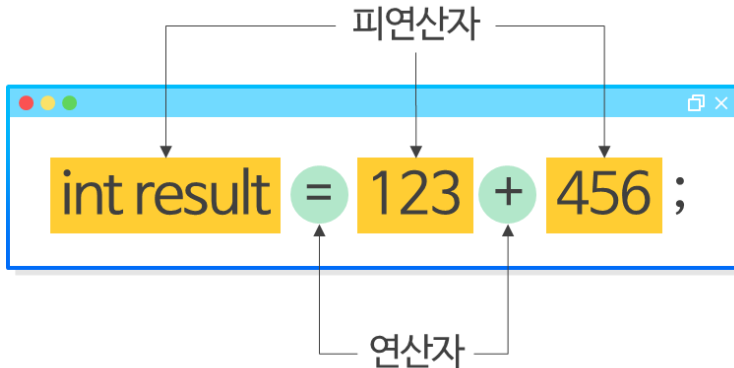 피연산자
int result = 123 + 456 ;
연산자